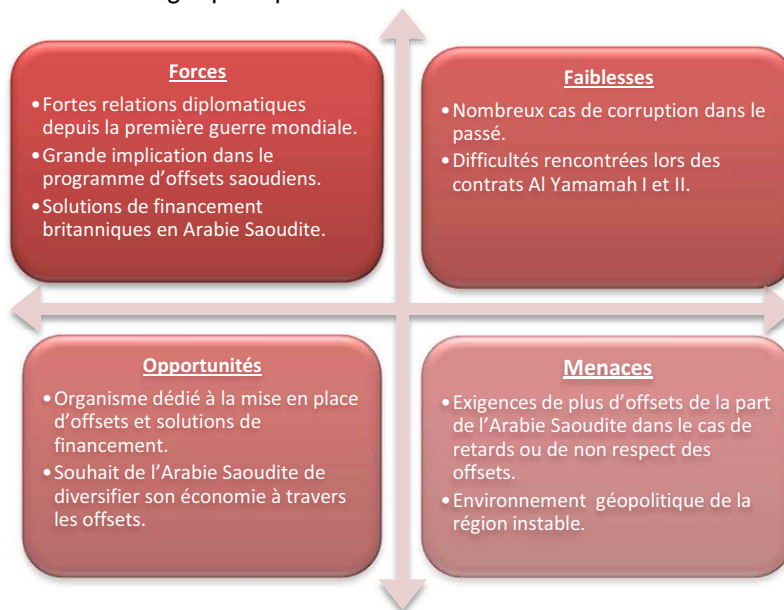 Forces
•Fortes relations diplomatiques
depuis la première guerre mondiale.
•Grande implication dans le
programme d'offsets saoudiens.
•Solutions de financement
britanniques en Arabie Saoudite.
Faiblesses
•Nombreux cas de corruption dans le
passé.
•Difficultés rencontrées lors des
contrats Al Yamamah I et II.
Opportunités
•Organisme dédié à la mise en place
d'offsets et solutions de
financement.
•Souhait de l'Arabie Saoudite de
diversifier son économie à travers
les offsets.
Menaces
•Exigences de plus d'offsets de la part
de l'Arabie Saoudite dans le cas de
retards ou de non respect des
offsets.
•Environnement géopolitique de la
région instable.